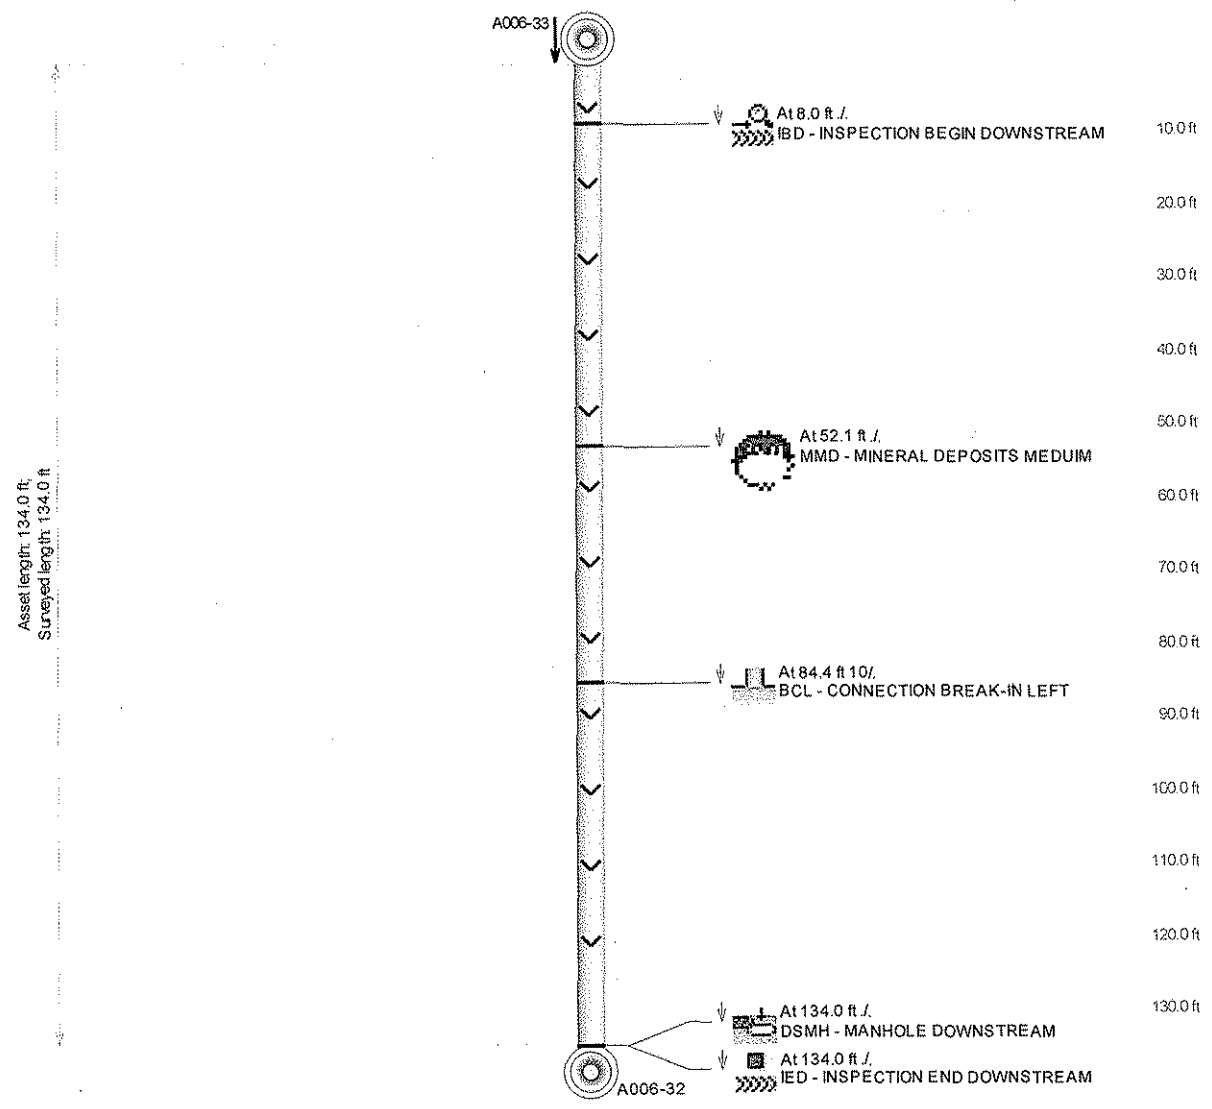 A006-33
At 8.0 ft ./.
IBD - INSPECTION BEGIN DOWNSTREAM
10.0 ft
20.0 ft
30.0 ft
40.0 ft
50.0 ft
At 52.1 ft ./.
MMD - MINERAL DEPOSITS MEDUIM
60.0 ft
Asset length: 134.0 ft,
Surveyed length: 134.0 ft
70.0 ft
80.0 ft
At 84.4 ft 10/.
BCL - CONNECTION BREAK-IN LEFT
90.0 ft
100.0 ft
110.0 ft
120.0 ft
130.0 ft
At 134.0 ft ./.
DSMH - MANHOLE DOWNSTREAM
At 134.0 ft ./.
IED - INSPECTION END DOWNSTREAM
A006-32